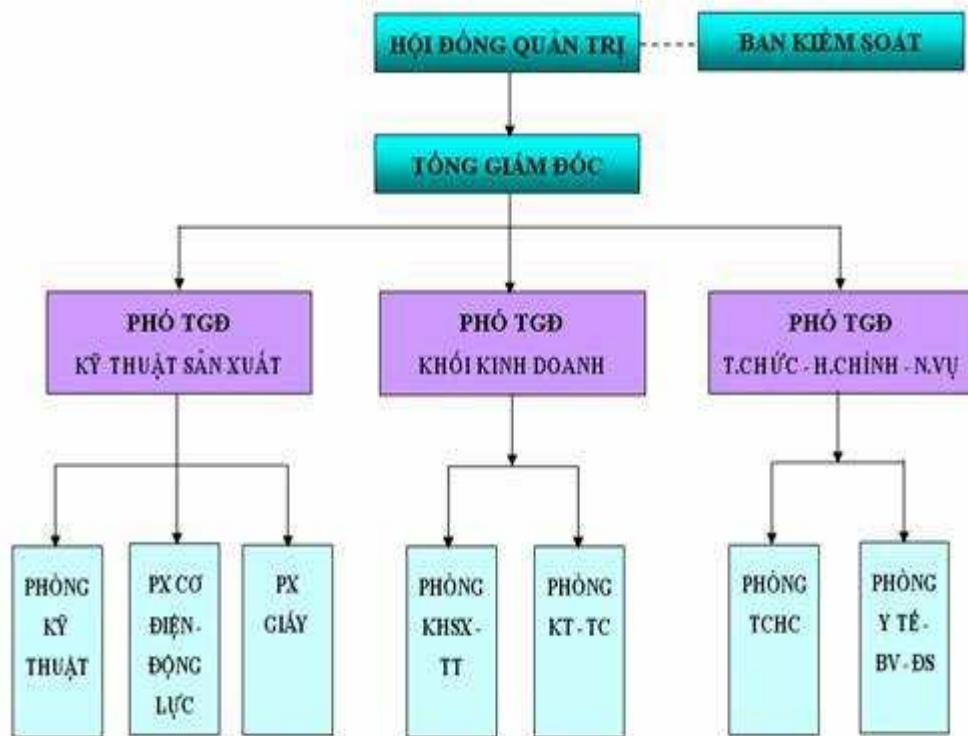 HỘI ĐỒNG QUẢN TRỊ
BAN KIỂM SOÁT
TỔNG GIÁM ĐỐC
PHÓ TGĐ
KỸ THUẬT SẢN XUẤT
PHÓ TGĐ
KHỐI KINH DOANH
PHÓ TGĐ
T.CHỨC - H.CHÍNH - N.VỤ
PHÒNG
KỸ
THUẬT
PX CƠ
ĐIỆN-
ĐỘNG
LỰC
PX
GIẤY
PHÒNG
KHSX-
TT
PHÒNG
KT-TC
PHÒNG
TCHC
PHÒNG
Y TẾ-
BV-ĐS